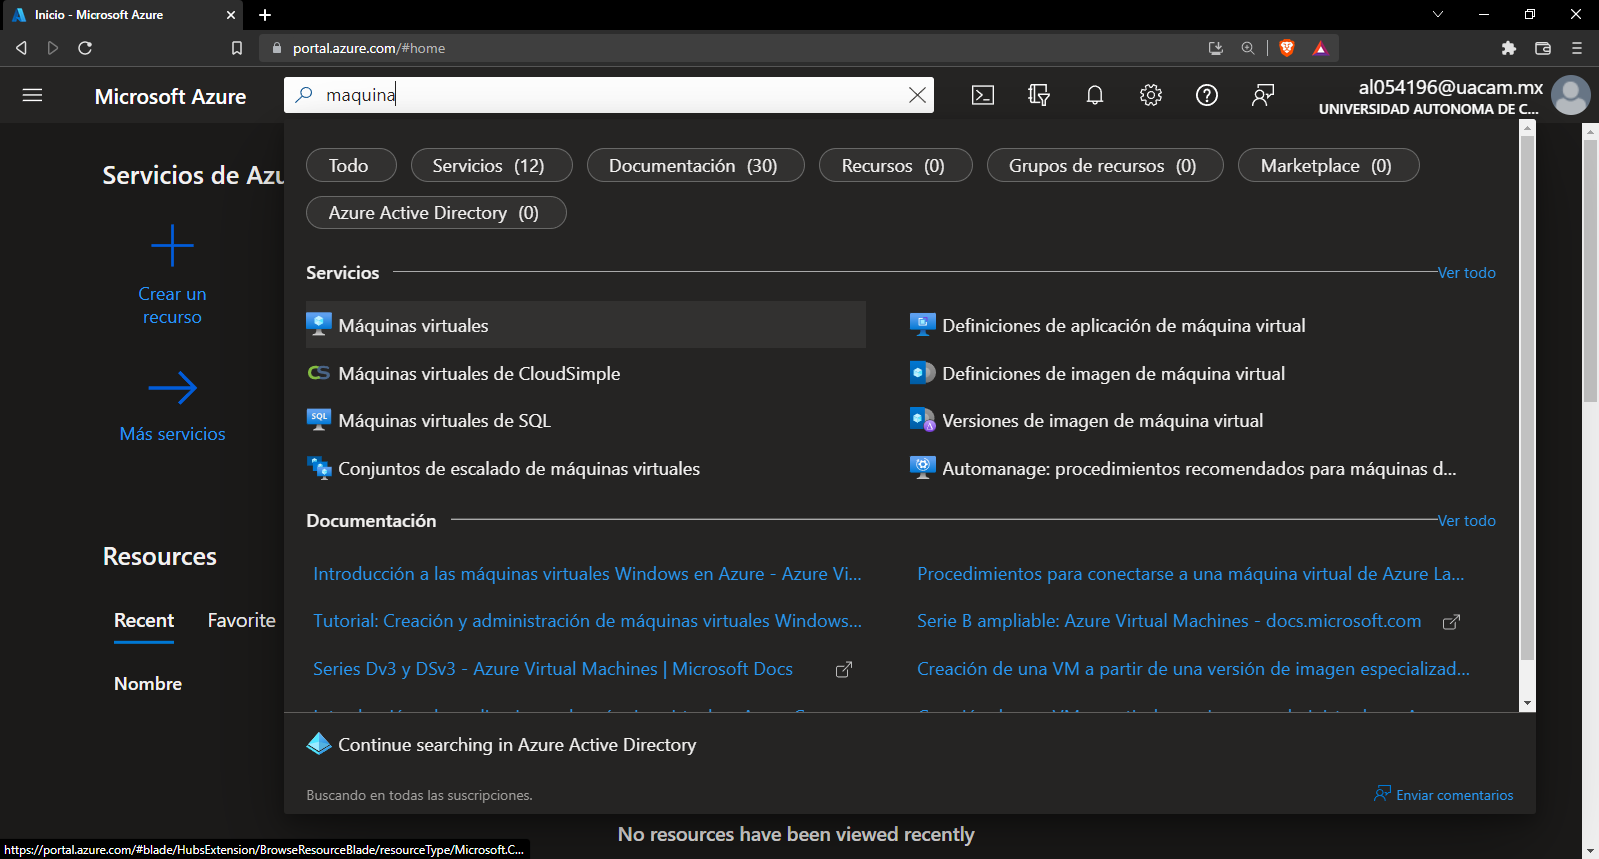 Inicio - Microsoft Azure
portal.azure.com/#home
Microsoft Azure
maquina
al054196@uacam.mx
UNIVERSIDAD AUTONOMA DE C...
Servicios de Azu
Todo
Servicios (12)
Documentación (30)
Recursos (0)
Grupos de recursos (0)
Marketplace (0)
Azure Active Directory (0)
Crear un
recurso
Más servicios
Servicios
Ver todo
Máquinas virtuales
Definiciones de aplicación de máquina virtual
CS Máquinas virtuales de CloudSimple
Definiciones de imagen de máquina virtual
SQL Máquinas virtuales de SQL
Versiones de imagen de máquina virtual
Conjuntos de escalado de máquinas virtuales
Automanage: procedimientos recomendados para máquinas d...
Documentación
Ver todo
Introducción a las máquinas virtuales Windows en Azure - Azure Vi...
Procedimientos para conectarse a una máquina virtual de Azure La...
Tutorial: Creación y administración de máquinas virtuales Windows...
Serie B ampliable: Azure Virtual Machines - docs.microsoft.com
Series Dv3 y DSv3 - Azure Virtual Machines | Microsoft Docs
Creación de una VM a partir de una versión de imagen especializad...
Resources
Recent
Favorite
Nombre
Continue searching in Azure Active Directory
Buscando en todas las suscripciones.
Enviar comentarios
No resources have been viewed recently
https://portal.azure.com/#blade/HubsExtension/BrowseResourceBlade/resourceType/Microsoft.C...